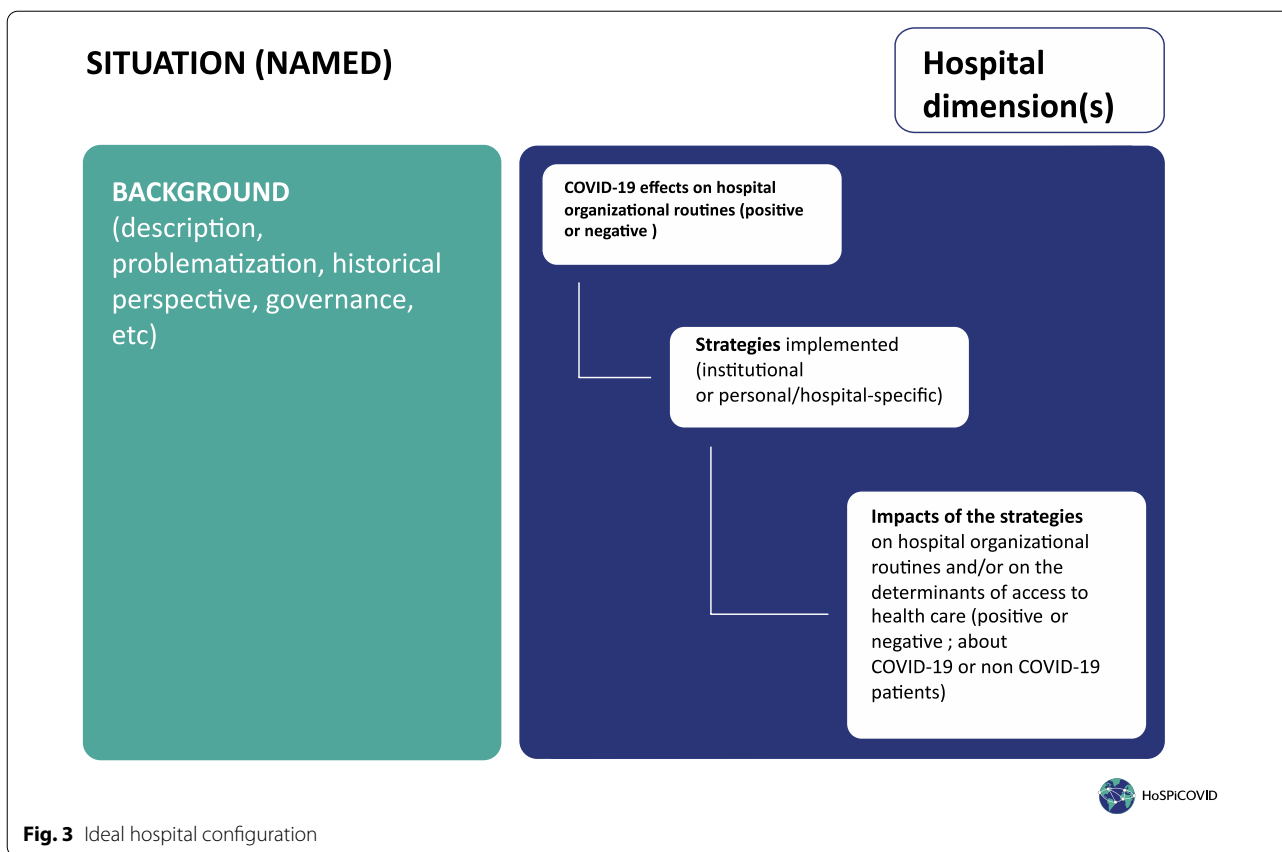 SITUATION (NAMED)
Hospital
dimension(s)
BACKGROUND
(description,
problematization, historical
perspective, governance,
etc)
COVID-19 effects on hospital
organizational routines (positive
or negative )
Strategies implemented
(institutional
or personal/hospital-specific)
Impacts of the strategies
on hospital organizational
routines and/or on the
determinants of access to
health care (positive or
negative ; about
COVID-19 or non COVID-19
patients)
HoSPiCOVID
Fig. 3 Ideal hospital configuration